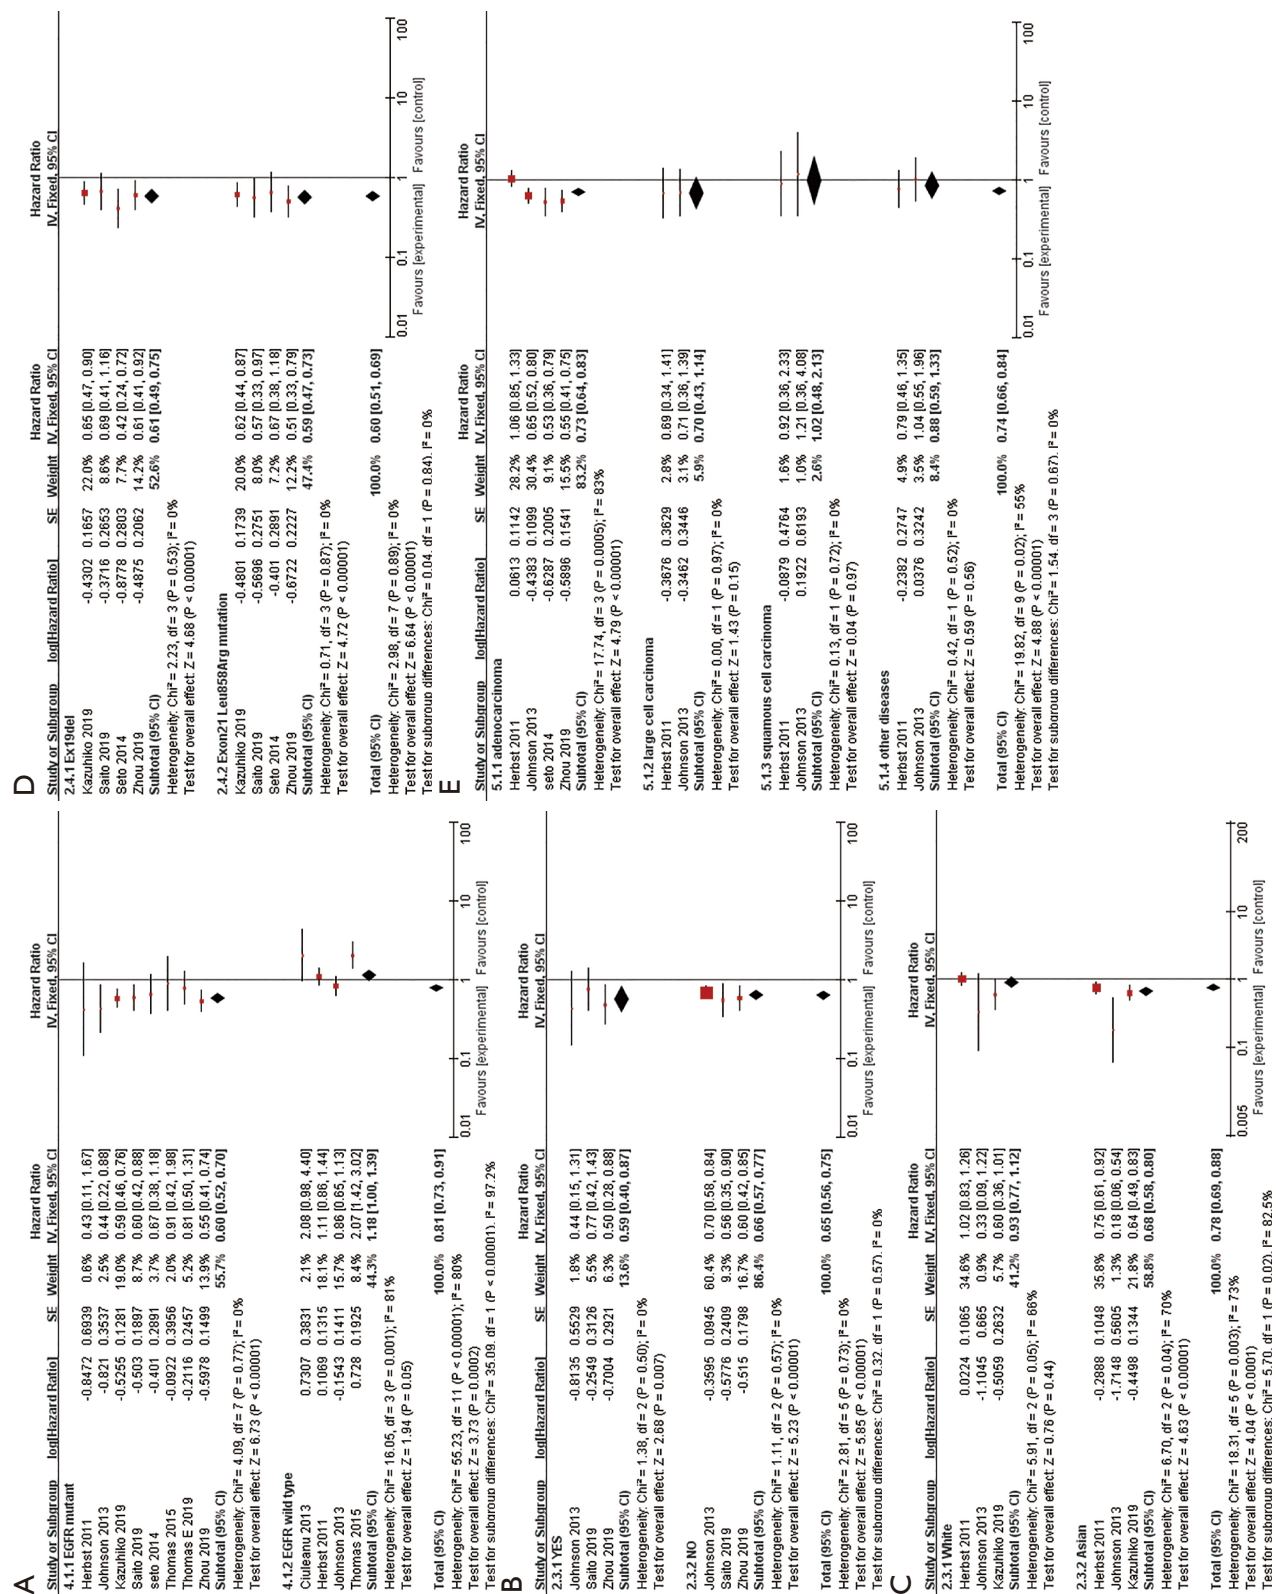 A
Hazard Ratio Hazard Ratio
Study or Subgroup log[Hazard Ratio] SE Weight IV, Fixed, 95% CI IV, Fixed, 95% CI
4.1.1 EGFR mutant
Herbst 2011 -0.8472 0.6939 0.6% 0.43 [0.11, 1.67]
Johnson 2013 -0.821 0.3537 2.5% 0.44 [0.22, 0.88]
Kazuhiko 2019 -0.5255 0.1281 19.0% 0.59 [0.46, 0.76]
Saito 2019 -0.503 0.1897 8.7% 0.60 [0.42, 0.88]
seto 2014 -0.401 0.2891 3.7% 0.67 [0.38, 1.18]
Thomas 2015 -0.0922 0.3956 2.0% 0.91 [0.42, 1.98]
Thomas E 2019 -0.2116 0.2457 5.2% 0.81 [0.50, 1.31]
Zhou 2019 -0.5978 0.1499 13.9% 0.55 [0.41, 0.74]
Subtotal (95% CI) 55.7% 0.60 [0.52, 0.70]
Heterogeneity: Chi² = 4.09, df = 7 (P = 0.77); I² = 0%
Test for overall effect: Z = 6.73 (P < 0.00001)
4.1.2 EGFR wild type
Ciuleanu 2013 0.7307 0.3831 2.1% 2.08 [0.98, 4.40]
Herbst 2011 0.1069 0.1315 18.1% 1.11 [0.86, 1.44]
Johnson 2013 -0.1543 0.1411 15.7% 0.86 [0.65, 1.13]
Thomas 2015 0.728 0.1925 8.4% 2.07 [1.42, 3.02]
Subtotal (95% CI) 44.3% 1.18 [1.00, 1.39]
Heterogeneity: Chi² = 16.05, df = 3 (P = 0.001); I² = 81%
Test for overall effect: Z = 1.94 (P = 0.05)
Total (95% CI) 100.0% 0.81 [0.73, 0.91]
Heterogeneity: Chi² = 55.23, df = 11 (P < 0.00001); I² = 80%
Test for overall effect: Z = 3.73 (P = 0.0002)
Test for subgroup differences: Chi² = 35.09. df = 1 (P < 0.00001). I² = 97.2%
0.01 0.1 1 10 100
Favours [experimental] Favours [control]
B
Hazard Ratio Hazard Ratio
Study or Subgroup log[Hazard Ratio] SE Weight IV, Fixed, 95% CI IV, Fixed, 95% CI
2.3.1 YES
Johnson 2013 -0.8135 0.5529 1.8% 0.44 [0.15, 1.31]
Saito 2019 -0.2549 0.3126 5.5% 0.77 [0.42, 1.43]
Zhou 2019 -0.7004 0.2921 6.3% 0.50 [0.28, 0.88]
Subtotal (95% CI) 13.6% 0.59 [0.40, 0.87]
Heterogeneity: Chi² = 1.38, df = 2 (P = 0.50); I² = 0%
Test for overall effect: Z = 2.68 (P = 0.007)
2.3.2 NO
Johnson 2013 -0.3595 0.0945 60.4% 0.70 [0.58, 0.84]
Saito 2019 -0.5776 0.2409 9.3% 0.56 [0.35, 0.90]
Zhou 2019 -0.515 0.1798 16.7% 0.60 [0.42, 0.85]
Subtotal (95% CI) 86.4% 0.66 [0.57, 0.77]
Heterogeneity: Chi² = 1.11, df = 2 (P = 0.57); I² = 0%
Test for overall effect: Z = 5.23 (P < 0.00001)
Total (95% CI) 100.0% 0.65 [0.56, 0.75]
Heterogeneity: Chi² = 2.81, df = 5 (P = 0.73); I² = 0%
Test for overall effect: Z = 5.85 (P < 0.00001)
Test for subgroup differences: Chi² = 0.32. df = 1 (P = 0.57). I² = 0%
0.01 0.1 1 10 100
Favours [experimental] Favours [control]
C
Hazard Ratio Hazard Ratio
Study or Subgroup log[Hazard Ratio] SE Weight IV, Fixed, 95% CI IV, Fixed, 95% CI
2.3.1 White
Herbst 2011 0.0224 0.1065 34.6% 1.02 [0.83, 1.26]
Johnson 2013 -1.1045 0.665 0.9% 0.33 [0.09, 1.22]
Kazuhiko 2019 -0.5059 0.2632 5.7% 0.60 [0.36, 1.01]
Subtotal (95% CI) 41.2% 0.93 [0.77, 1.12]
Heterogeneity: Chi² = 5.91, df = 2 (P = 0.05); I² = 66%
Test for overall effect: Z = 0.76 (P = 0.44)
2.3.2 Asian
Herbst 2011 -0.2888 0.1048 35.8% 0.75 [0.61, 0.92]
Johnson 2013 -1.7148 0.5605 1.3% 0.18 [0.06, 0.54]
Kazuhiko 2019 -0.4498 0.1344 21.8% 0.64 [0.49, 0.83]
Subtotal (95% CI) 58.8% 0.68 [0.58, 0.80]
Heterogeneity: Chi² = 6.70, df = 2 (P = 0.04); I² = 70%
Test for overall effect: Z = 4.63 (P < 0.00001)
Total (95% CI) 100.0% 0.78 [0.69, 0.88]
Heterogeneity: Chi² = 18.31, df = 5 (P = 0.003); I² = 73%
Test for overall effect: Z = 4.04 (P < 0.0001)
Test for subgroup differences: Chi² = 5.70. df = 1 (P = 0.02). I² = 82.5%
0.005 0.1 1 10 200
Favours [experimental] Favours [control]
D
Hazard Ratio Hazard Ratio
Study or Subgroup log[Hazard Ratio] SE Weight IV, Fixed, 95% CI IV, Fixed, 95% CI
2.4.1 Ex19del
Kazuhiko 2019 -0.4302 0.1657 22.0% 0.65 [0.47, 0.90]
Saito 2019 -0.3716 0.2653 8.6% 0.69 [0.41, 1.16]
Seto 2014 -0.8778 0.2803 7.7% 0.42 [0.24, 0.72]
Zhou 2019 -0.4875 0.2062 14.2% 0.61 [0.41, 0.92]
Subtotal (95% CI) 52.6% 0.61 [0.49, 0.75]
Heterogeneity: Chi² = 2.23, df = 3 (P = 0.53); I² = 0%
Test for overall effect: Z = 4.68 (P < 0.00001)
2.4.2 Exon21 Leu858Arg mutation
Kazuhiko 2019 -0.4801 0.1739 20.0% 0.62 [0.44, 0.87]
Saito 2019 -0.5696 0.2751 8.0% 0.57 [0.33, 0.97]
Seto 2014 -0.401 0.2891 7.2% 0.67 [0.38, 1.18]
Zhou 2019 -0.6722 0.2227 12.2% 0.51 [0.33, 0.79]
Subtotal (95% CI) 47.4% 0.59 [0.47, 0.73]
Heterogeneity: Chi² = 0.71, df = 3 (P = 0.87); I² = 0%
Test for overall effect: Z = 4.72 (P < 0.00001)
Total (95% CI) 100.0% 0.60 [0.51, 0.69]
Heterogeneity: Chi² = 2.98, df = 7 (P = 0.89); I² = 0%
Test for overall effect: Z = 6.64 (P < 0.00001)
Test for subgroup differences: Chi² = 0.04. df = 1 (P = 0.84). I² = 0%
0.01 0.1 1 10 100
Favours [experimental] Favours [control]
E
Hazard Ratio Hazard Ratio
Study or Subgroup log[Hazard Ratio] SE Weight IV, Fixed, 95% CI IV, Fixed, 95% CI
5.1.1 adenocarcinoma
Herbst 2011 0.0613 0.1142 28.2% 1.06 [0.85, 1.33]
Johnson 2013 -0.4383 0.1099 30.4% 0.65 [0.52, 0.80]
seto 2014 -0.6287 0.2005 9.1% 0.53 [0.36, 0.79]
Zhou 2019 -0.5896 0.1541 15.5% 0.55 [0.41, 0.75]
Subtotal (95% CI) 83.2% 0.73 [0.64, 0.83]
Heterogeneity: Chi² = 17.74, df = 3 (P = 0.0005); I² = 83%
Test for overall effect: Z = 4.79 (P < 0.00001)
5.1.2 large cell carcinoma
Herbst 2011 -0.3676 0.3629 2.8% 0.69 [0.34, 1.41]
Johnson 2013 -0.3462 0.3446 3.1% 0.71 [0.36, 1.39]
Subtotal (95% CI) 5.9% 0.70 [0.43, 1.14]
Heterogeneity: Chi² = 0.00, df = 1 (P = 0.97); I² = 0%
Test for overall effect: Z = 1.43 (P = 0.15)
5.1.3 squamous cell carcinoma
Herbst 2011 -0.0879 0.4764 1.6% 0.92 [0.36, 2.33]
Johnson 2013 0.1922 0.6193 1.0% 1.21 [0.36, 4.08]
Subtotal (95% CI) 2.6% 1.02 [0.48, 2.13]
Heterogeneity: Chi² = 0.13, df = 1 (P = 0.72); I² = 0%
Test for overall effect: Z = 0.04 (P = 0.97)
5.1.4 other diseases
Herbst 2011 -0.2382 0.2747 4.9% 0.79 [0.46, 1.35]
Johnson 2013 0.0376 0.3242 3.5% 1.04 [0.55, 1.96]
Subtotal (95% CI) 8.4% 0.88 [0.59, 1.33]
Heterogeneity: Chi² = 0.42, df = 1 (P = 0.52); I² = 0%
Test for overall effect: Z = 0.59 (P = 0.56)
Total (95% CI) 100.0% 0.74 [0.66, 0.84]
Heterogeneity: Chi² = 19.82, df = 9 (P = 0.02); I² = 55%
Test for overall effect: Z = 4.88 (P < 0.00001)
Test for subgroup differences: Chi² = 1.54. df = 3 (P = 0.67). I² = 0%
0.01 0.1 1 10 100
Favours [experimental] Favours [control]